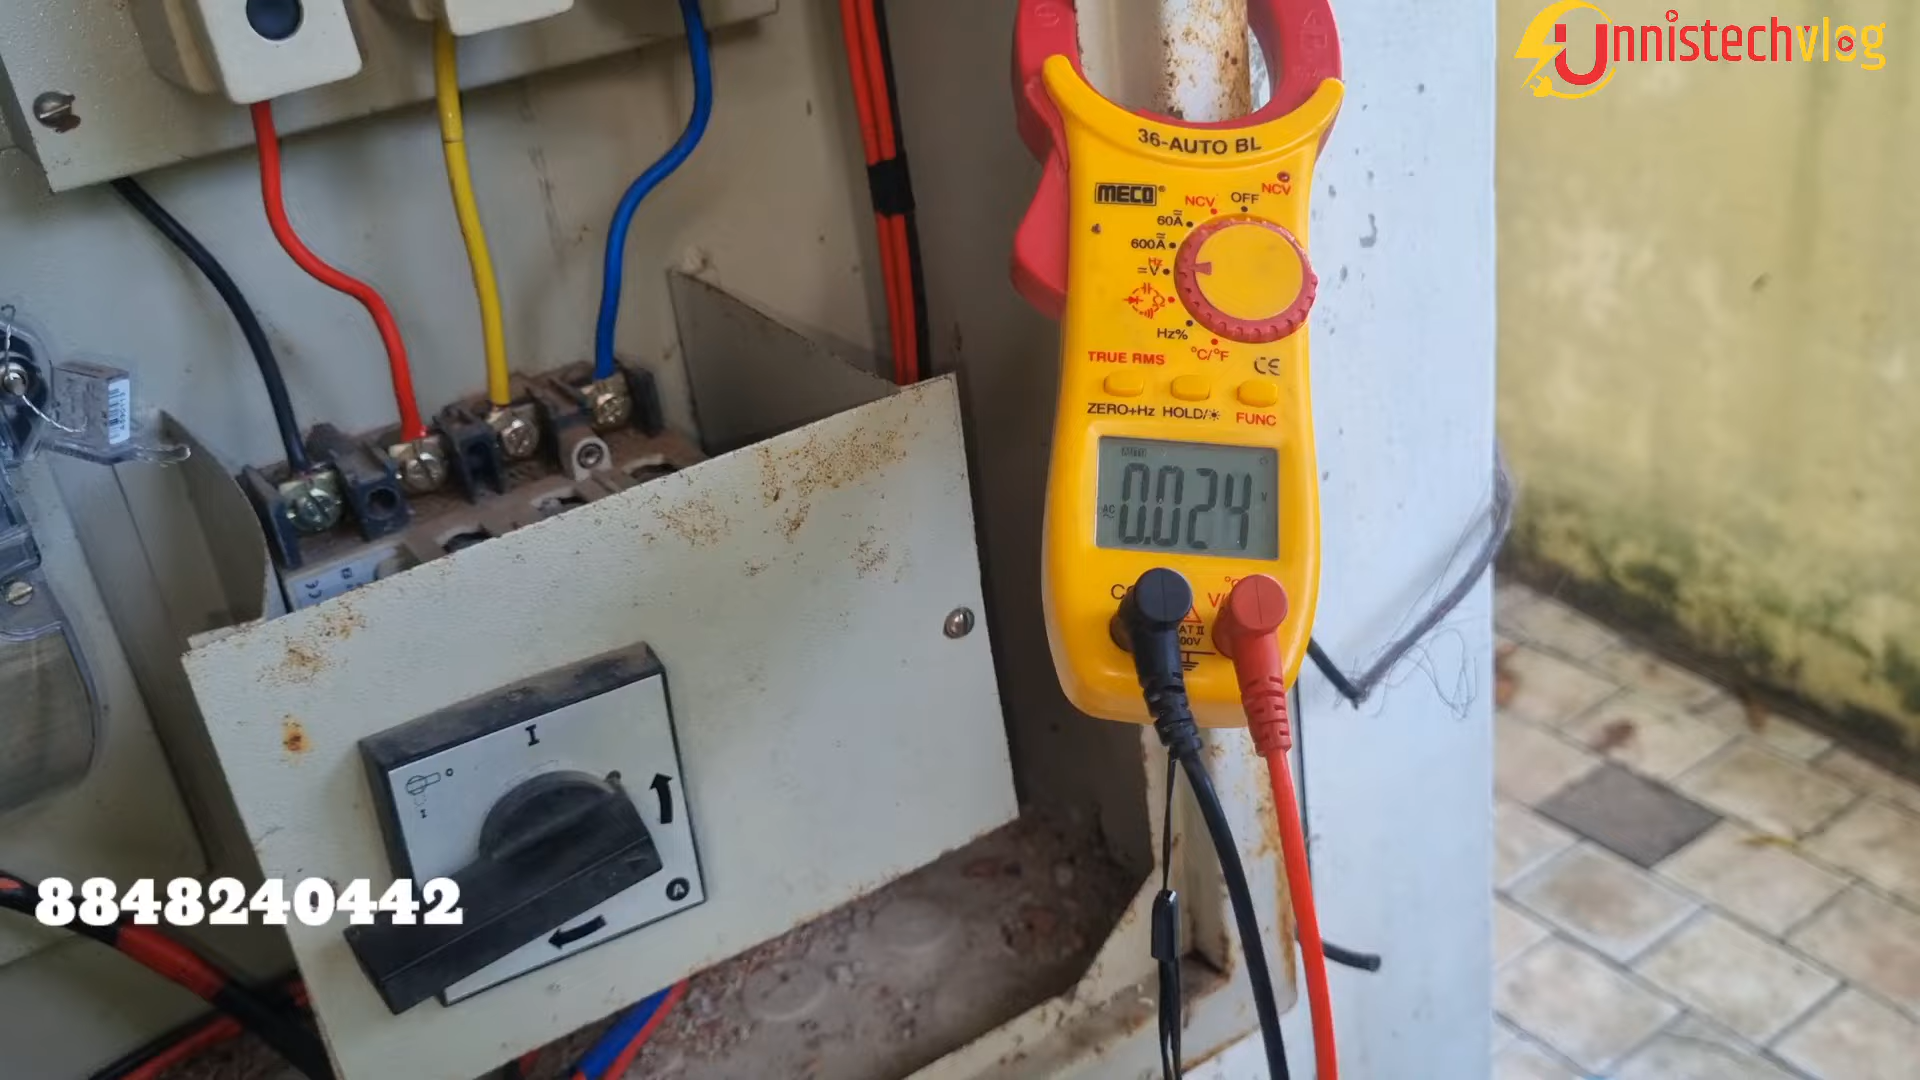 Unnistechvlog
36-AUTO BL
MECO
NCV
OFF
NCV
60A
600A
Hz
V
Hz%
°C/°F
TRUE RMS
CE
ZERO+Hz HOLD/
FUNC
0.024
AC
V
I
O
I
A
8848240442